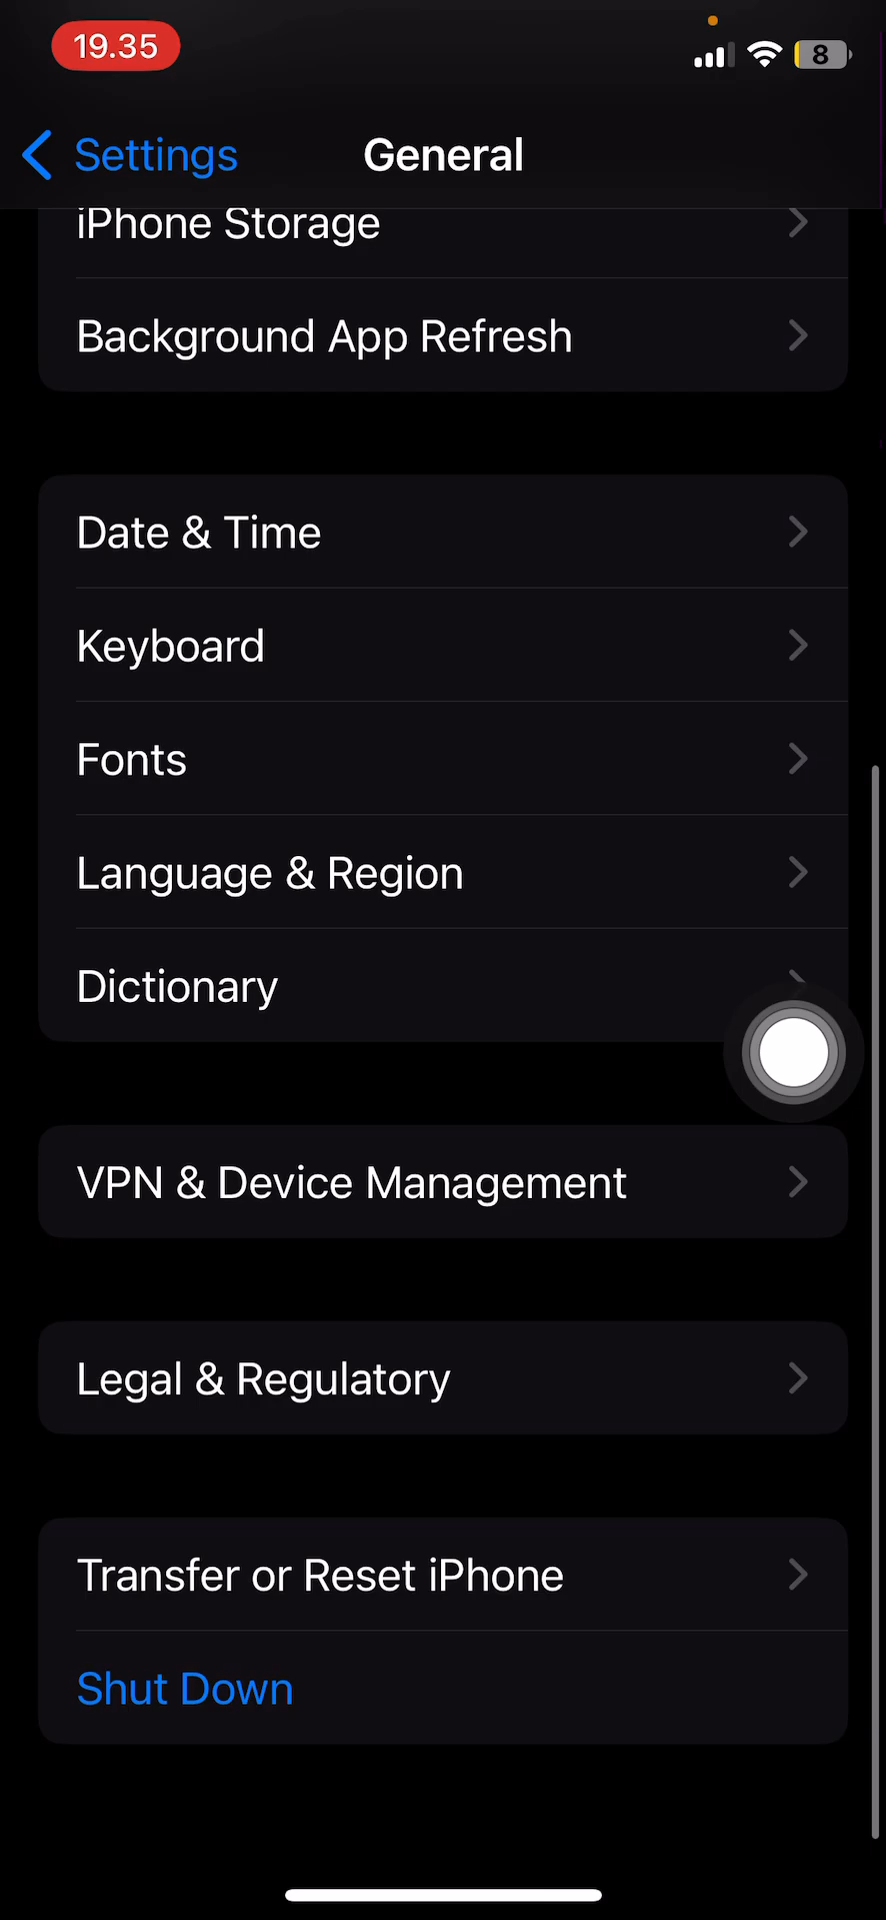 19.35
8
Settings
General
iPhone Storage
Background App Refresh
Date & Time
Keyboard
Fonts
Language & Region
Dictionary
VPN & Device Management
Legal & Regulatory
Transfer or Reset iPhone
Shut Down